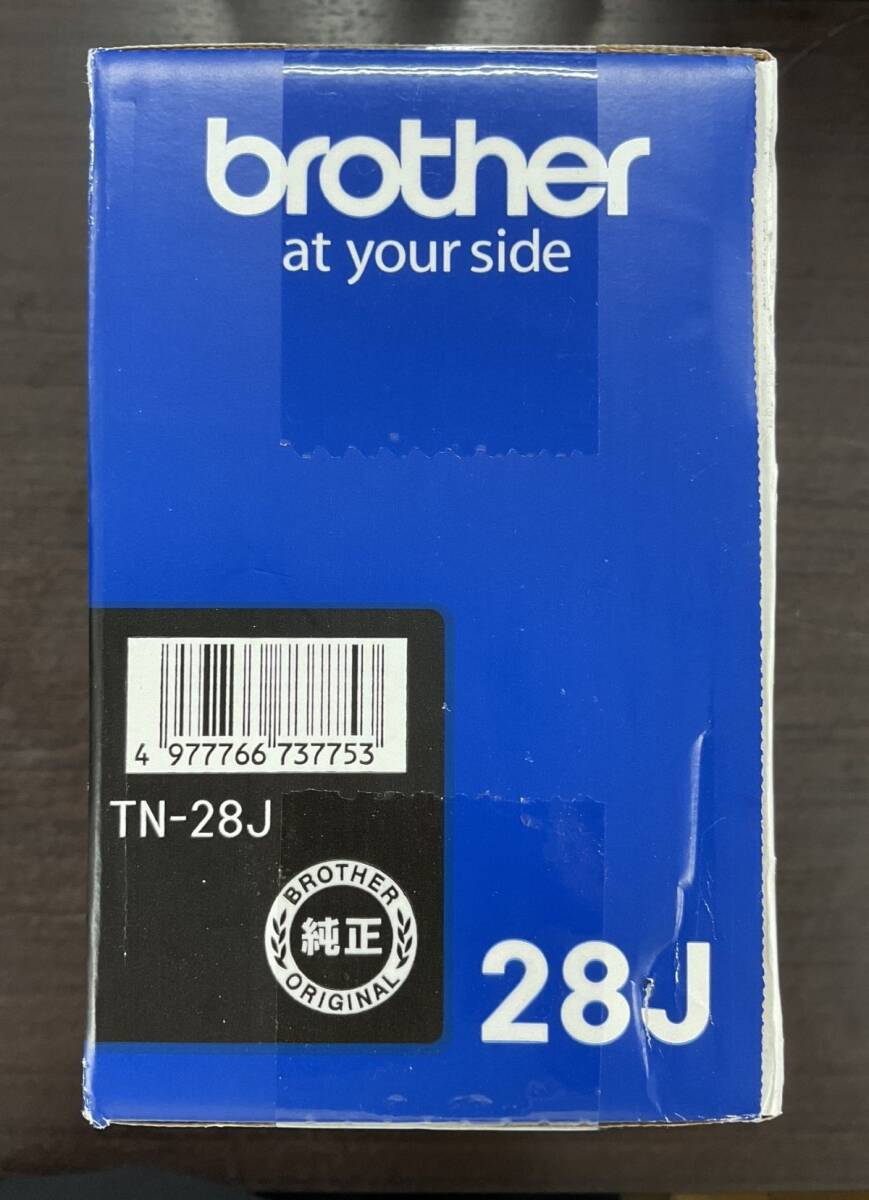 brother
at your side
4 977766 737753
TN-28J
BROTHER
純正
ORIGINAL
28J